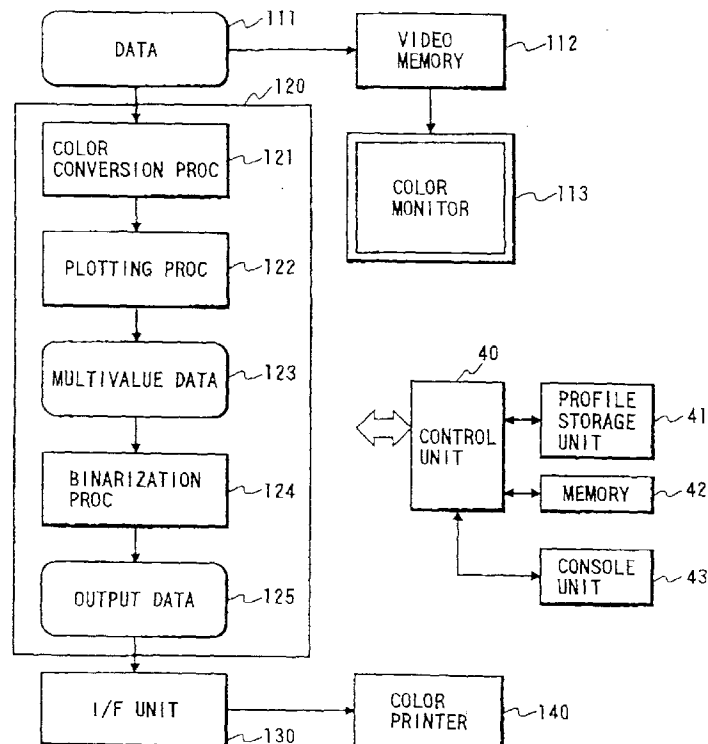 DATA
111
VIDEO
MEMORY
112
120
COLOR
CONVERSION PROC
121
COLOR
MONITOR
113
PLOTTING PROC
122
MULTIVALUE DATA
123
40
CONTROL
UNIT
PROFILE
STORAGE
UNIT
41
BINARIZATION
PROC
124
MEMORY
42
OUTPUT DATA
125
CONSOLE
UNIT
43
I/F UNIT
130
COLOR
PRINTER
140